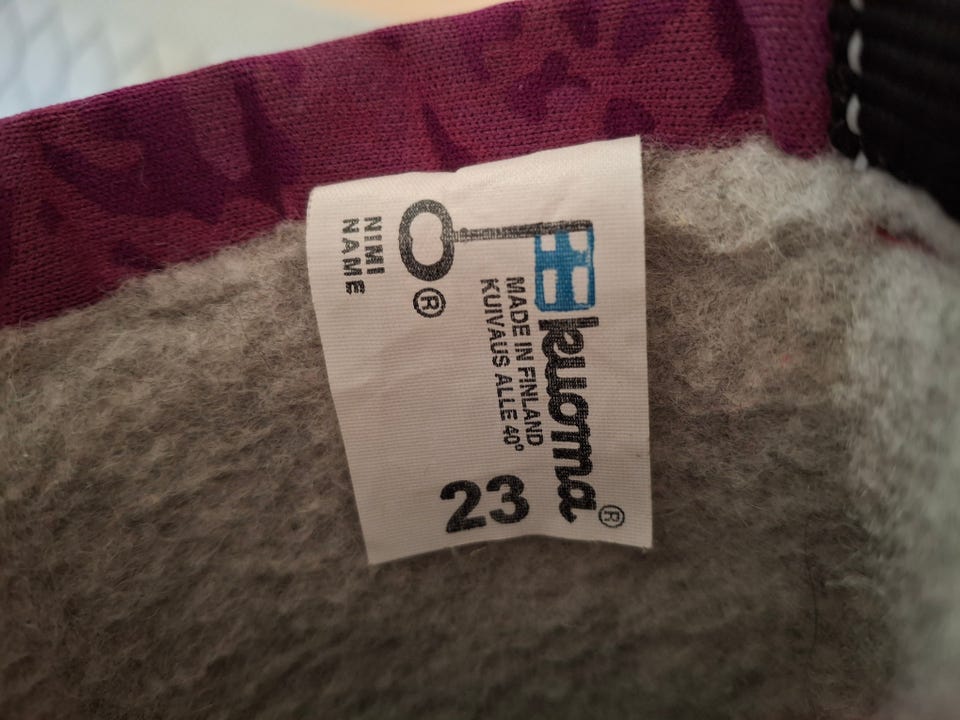 kuoma®
MADE IN FINLAND
KUIVAUS ALLE 40°
23
®
NIMI
NAME